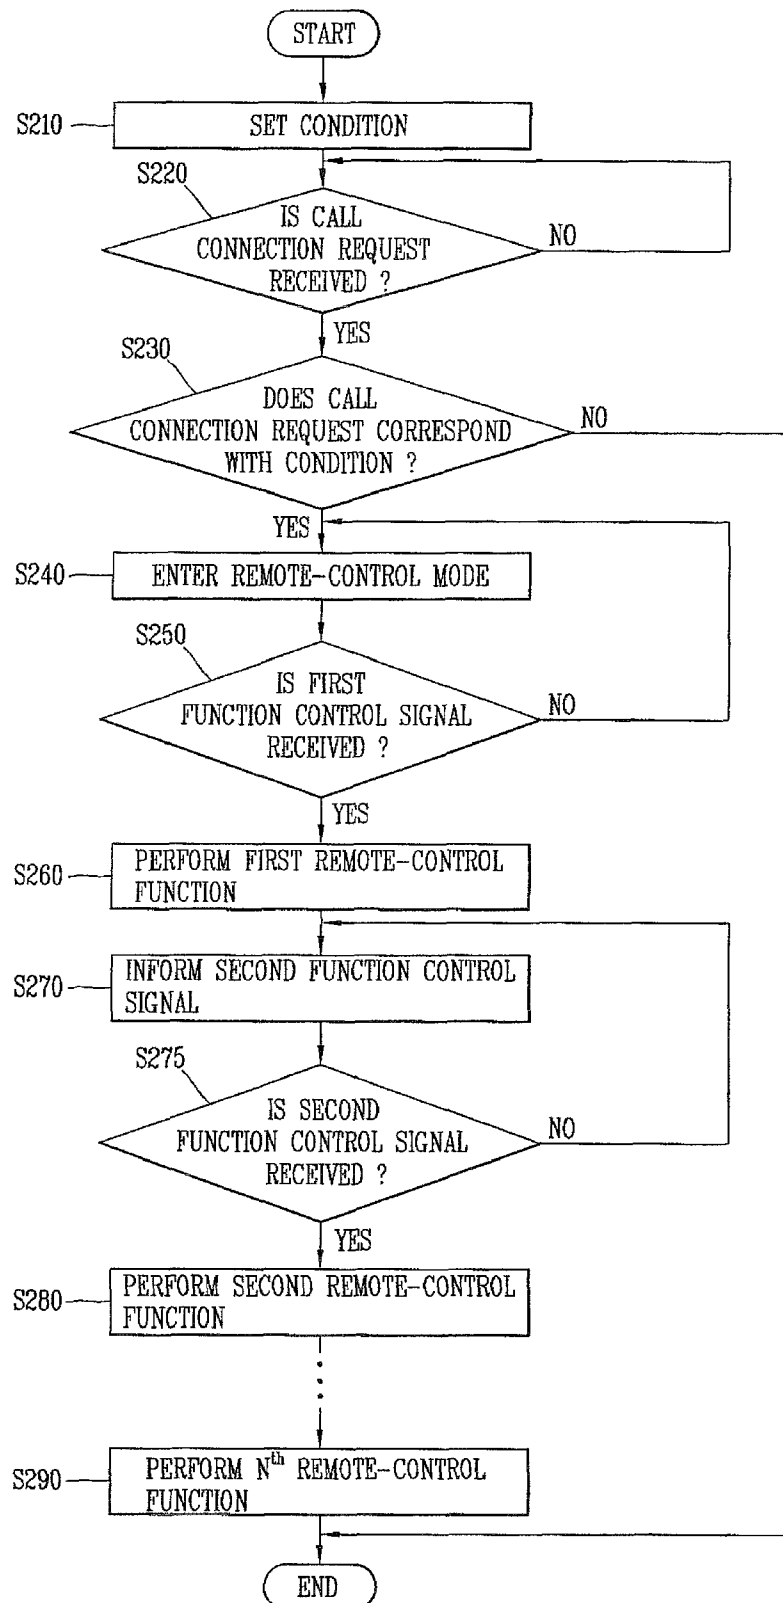 START
S210
SET CONDITION
S220
IS CALL
CONNECTION REQUEST
RECEIVED ?
NO
YES
S230
DOES CALL
CONNECTION REQUEST CORRESPOND
WITH CONDITION ?
NO
YES
S240
ENTER REMOTE-CONTROL MODE
S250
IS FIRST
FUNCTION CONTROL SIGNAL
RECEIVED ?
NO
YES
S260
PERFORM FIRST REMOTE-CONTROL
FUNCTION
S270
INFORM SECOND FUNCTION CONTROL
SIGNAL
S275
IS SECOND
FUNCTION CONTROL SIGNAL
RECEIVED ?
NO
YES
S280
PERFORM SECOND REMOTE-CONTROL
FUNCTION
S290
PERFORM Nth REMOTE-CONTROL
FUNCTION
END